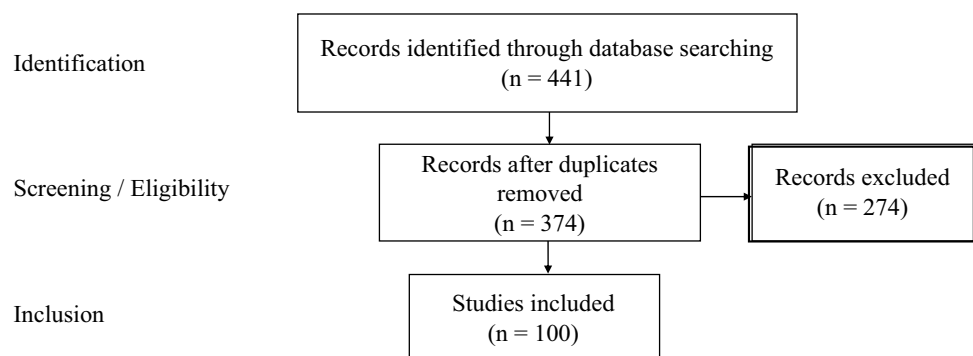 Identification
Records identified through database searching
(n = 441)
Screening / Eligibility
Records after duplicates
removed
(n = 374)
Records excluded
(n = 274)
Inclusion
Studies included
(n = 100)